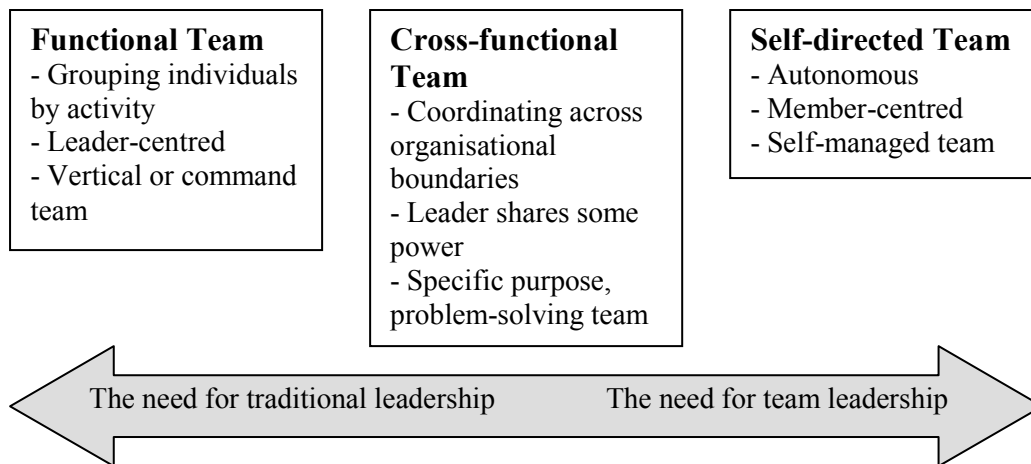 Functional Team
- Grouping individuals
by activity
- Leader-centred
- Vertical or command
team
Cross-functional
Team
- Coordinating across
organisational
boundaries
- Leader shares some
power
- Specific purpose,
problem-solving team
Self-directed Team
- Autonomous
- Member-centred
- Self-managed team
The need for traditional leadership
The need for team leadership